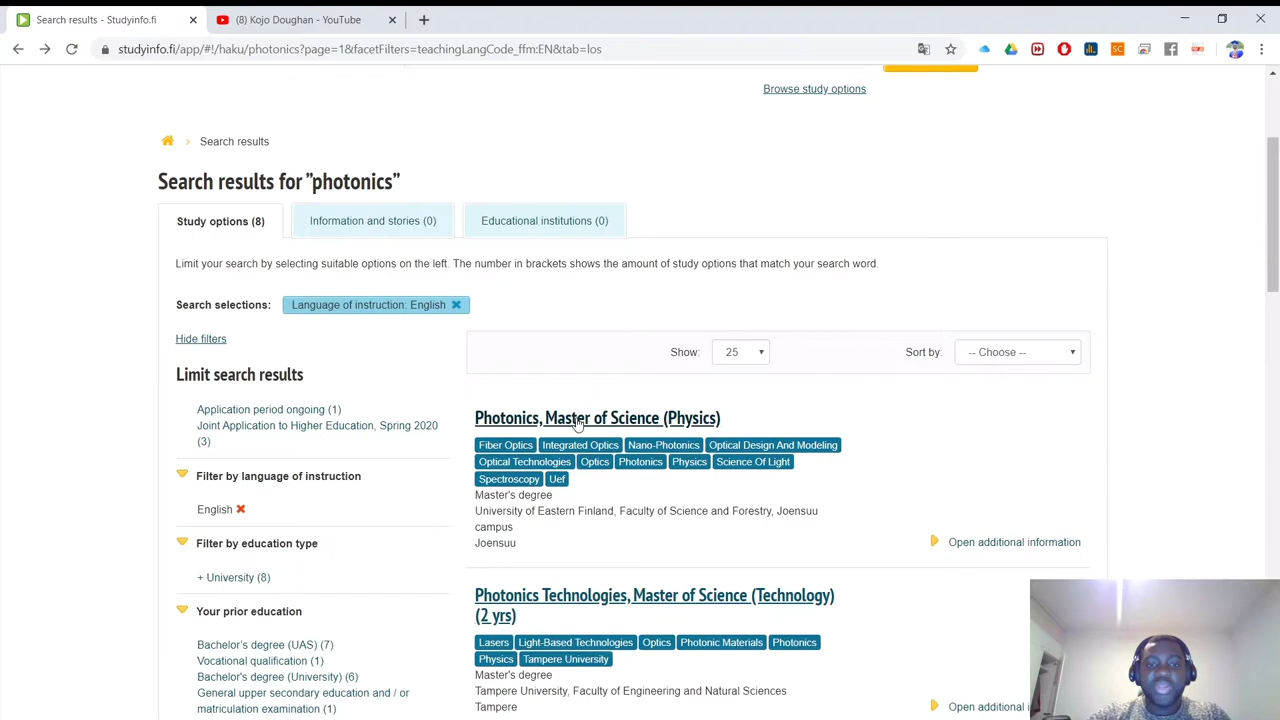 Search results - Studyinfo.fi
(8) Kojo Doughan - YouTube
studyinfo.fi/app/#!/haku/photonics?page=1&facetFilters=teachingLangCode_ffm:EN&tab=los
Browse study options
Search results
Search results for "photonics"
Study options (8)
Information and stories (0)
Educational institutions (0)
Limit your search by selecting suitable options on the left. The number in brackets shows the amount of study options that match your search word.
Search selections:
Language of instruction: English
Hide filters
Show:
25
Sort by:
-- Choose --
Limit search results
Application period ongoing (1)
Joint Application to Higher Education, Spring 2020
(3)
Filter by language of instruction
English
Filter by education type
+ University (8)
Your prior education
Bachelor's degree (UAS) (7)
Vocational qualification (1)
Bachelor's degree (University) (6)
General upper secondary education and / or
matriculation examination (1)
Photonics, Master of Science (Physics)
Fiber Optics Integrated Optics Nano-Photonics Optical Design And Modeling
Optical Technologies Optics Photonics Physics Science Of Light
Spectroscopy Uef
Master's degree
University of Eastern Finland, Faculty of Science and Forestry, Joensuu
campus
Joensuu
Open additional information
Photonics Technologies, Master of Science (Technology)
(2 yrs)
Lasers Light-Based Technologies Optics Photonic Materials Photonics
Physics Tampere University
Master's degree
Tampere University, Faculty of Engineering and Natural Sciences
Tampere
Open additional i